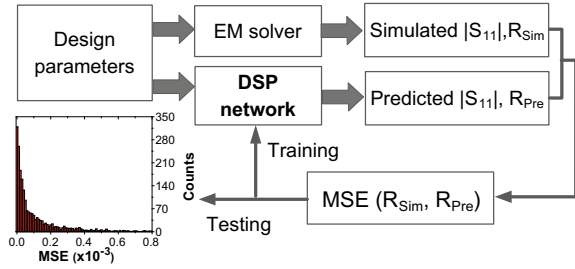 Design parameters
EM solver
Simulated |S11|,RSim
DSP network
Predicted |S11|, RPre
Training
Testing
MSE (RSim, RPre)
350
280
210
140
70
0
Counts
0.0 0.2 0.4 0.6 0.8
MSE (x10-3)